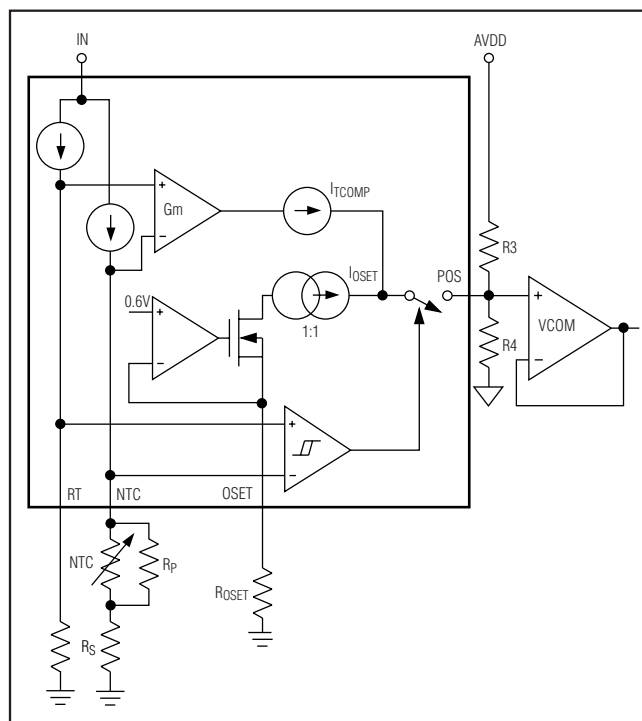 IN
AVDD
+
Gm
−
ITCOMP
R3
IOSET
POS
0.6V
+
−
1:1
+
VCOM
−
R4
+
−
RT
NTC
OSET
NTC
RP
ROSET
RS